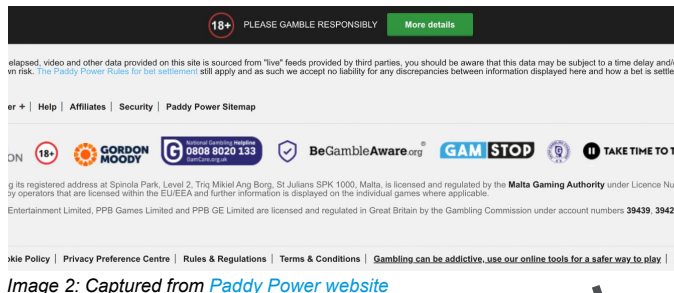 18+ PLEASE GAMBLE RESPONSIBLY More details
elapsed, video and other data provided on this site is sourced from "live" feeds provided by third parties, you should be aware that this data may be subject to a time delay and/
wn risk. The Paddy Power Rules for bet settlement still apply and as such we accept no liability for any discrepancies between information displayed here and how a bet is settle
er + | Help | Affiliates | Security | Paddy Power Sitemap
ON 18+ GORDON MOODY National Gambling Helpline 0808 8020 133 GamCare.org.uk BeGambleAware.org® GAMSTOP TAKE TIME TO T
g its registered address at Spinola Park, Level 2, Triq Mikiel Ang Borg, St Julians SPK 1000, Malta, is licensed and regulated by the Malta Gaming Authority under Licence Nu
by operators that are licensed within the EU/EEA and further information is displayed on the individual games where applicable.
Entertainment Limited, PPB Games Limited and PPB GE Limited are licensed and regulated in Great Britain by the Gambling Commission under account numbers 39439, 3942
okie Policy | Privacy Preference Centre | Rules & Regulations | Terms & Conditions | Gambling can be addictive, use our online tools for a safer way to play |
Image 2: Captured from Paddy Power website